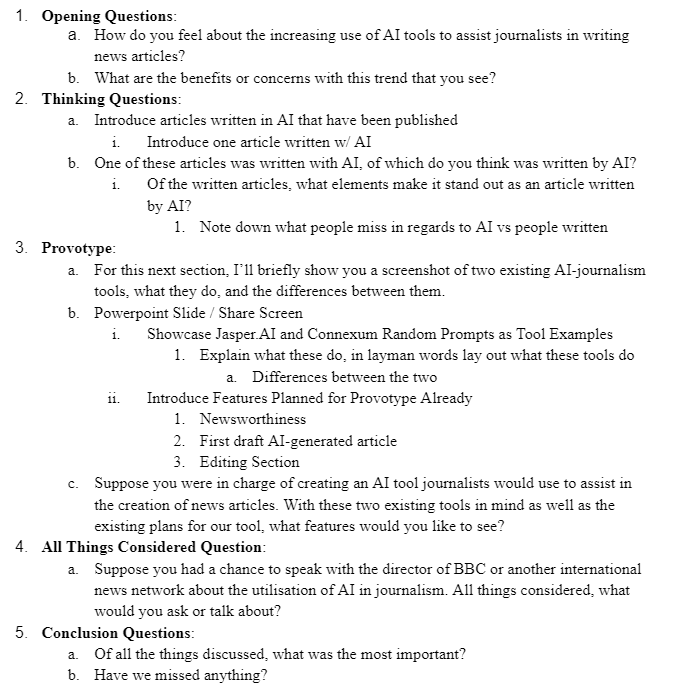 1. Opening Questions:
a. How do you feel about the increasing use of AI tools to assist journalists in writing
news articles?
b. What are the benefits or concerns with this trend that you see?
2. Thinking Questions:
a. Introduce articles written in AI that have been published
i. Introduce one article written w/ AI
b. One of these articles was written with AI, of which do you think was written by AI?
i. Of the written articles, what elements make it stand out as an article written
by AI?
1. Note down what people miss in regards to AI vs people written
3. Provotype:
a. For this next section, I'll briefly show you a screenshot of two existing AI-journalism
tools, what they do, and the differences between them.
b. Powerpoint Slide / Share Screen
i. Showcase Jasper.AI and Connexum Random Prompts as Tool Examples
1. Explain what these do, in layman words lay out what these tools do
a. Differences between the two
ii. Introduce Features Planned for Provotype Already
1. Newsworthiness
2. First draft AI-generated article
3. Editing Section
c. Suppose you were in charge of creating an AI tool journalists would use to assist in
the creation of news articles. With these two existing tools in mind as well as the
existing plans for our tool, what features would you like to see?
4. All Things Considered Question:
a. Suppose you had a chance to speak with the director of BBC or another international
news network about the utilisation of AI in journalism. All things considered, what
would you ask or talk about?
5. Conclusion Questions:
a. Of all the things discussed, what was the most important?
b. Have we missed anything?